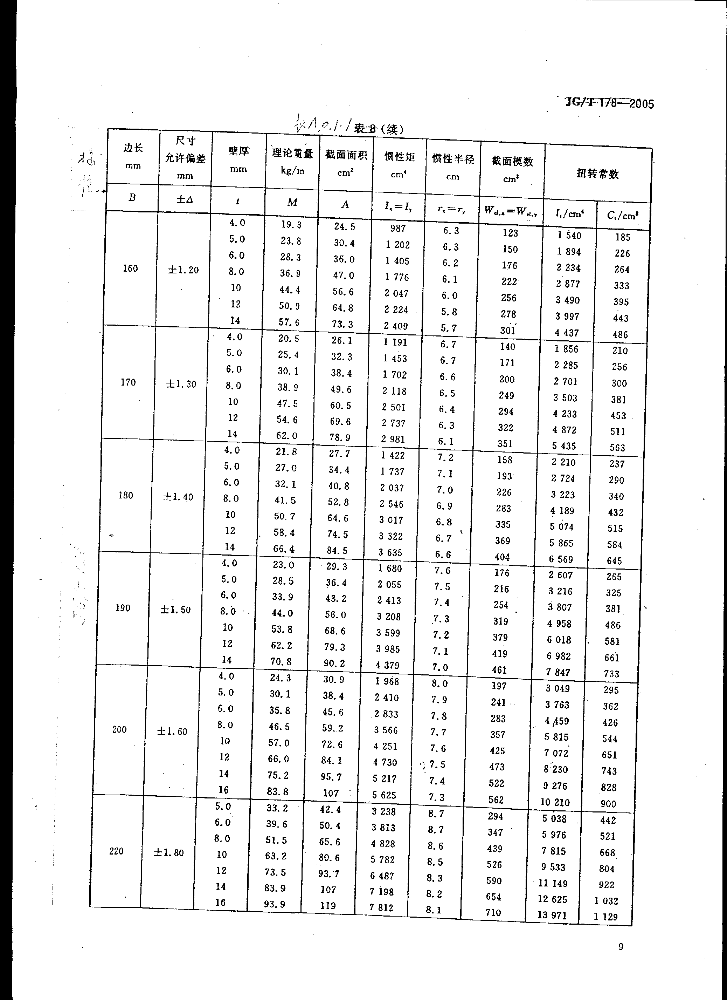 JG/T 178—2005
表A.0.1-1 表 8（续）
边长 mm 尺寸允许偏差 mm 壁厚 mm 理论重量 kg/m 截面面积 cm² 惯性矩 cm⁴ 惯性半径 cm 截面模数 cm³ 扭转常数
B ±Δ t M A Iₓ=Iᵧ rₓ=rᵧ Wel,x=Wel,y Iₜ/cm⁴ Cₜ/cm³
160 ±1.20
4.0 19.3 24.5 987 6.3 123 1 540 185
5.0 23.8 30.4 1 202 6.3 150 1 894 226
6.0 28.3 36.0 1 405 6.2 176 2 234 264
8.0 36.9 47.0 1 776 6.1 222 2 877 333
10 44.4 56.6 2 047 6.0 256 3 490 395
12 50.9 64.8 2 224 5.8 278 3 997 443
14 57.6 73.3 2 409 5.7 301 4 437 486
170 ±1.30
4.0 20.5 26.1 1 191 6.7 140 1 856 210
5.0 25.4 32.3 1 453 6.7 171 2 285 256
6.0 30.1 38.4 1 702 6.6 200 2 701 300
8.0 38.9 49.6 2 118 6.5 249 3 503 381
10 47.5 60.5 2 501 6.4 294 4 233 453
12 54.6 69.6 2 737 6.3 322 4 872 511
14 62.0 78.9 2 981 6.1 351 5 435 563
180 ±1.40
4.0 21.8 27.7 1 422 7.2 158 2 210 237
5.0 27.0 34.4 1 737 7.1 193 2 724 290
6.0 32.1 40.8 2 037 7.0 226 3 223 340
8.0 41.5 52.8 2 546 6.9 283 4 189 432
10 50.7 64.6 3 017 6.8 335 5 074 515
12 58.4 74.5 3 322 6.7 369 5 865 584
14 66.4 84.5 3 635 6.6 404 6 569 645
190 ±1.50
4.0 23.0 29.3 1 680 7.6 176 2 607 265
5.0 28.5 36.4 2 055 7.5 216 3 216 325
6.0 33.9 43.2 2 413 7.4 254 3 807 381
8.0 44.0 56.0 3 208 7.3 319 4 958 486
10 53.8 68.6 3 599 7.2 379 6 018 581
12 62.2 79.3 3 985 7.1 419 6 982 661
14 70.8 90.2 4 379 7.0 461 7 847 733
200 ±1.60
4.0 24.3 30.9 1 968 8.0 197 3 049 295
5.0 30.1 38.4 2 410 7.9 241 3 763 362
6.0 35.8 45.6 2 833 7.8 283 4 459 426
8.0 46.5 59.2 3 566 7.7 357 5 815 544
10 57.0 72.6 4 251 7.6 425 7 072 651
12 66.0 84.1 4 730 7.5 473 8 230 743
14 75.2 95.7 5 217 7.4 522 9 276 828
16 83.8 107 5 625 7.3 562 10 210 900
220 ±1.80
5.0 33.2 42.4 3 238 8.7 294 5 038 442
6.0 39.6 50.4 3 813 8.7 347 5 976 521
8.0 51.5 65.6 4 828 8.6 439 7 815 668
10 63.2 80.6 5 782 8.5 526 9 533 804
12 73.5 93.7 6 487 8.3 590 11 149 922
14 83.9 107 7 198 8.2 654 12 625 1 032
16 93.9 119 7 812 8.1 710 13 971 1 129
9